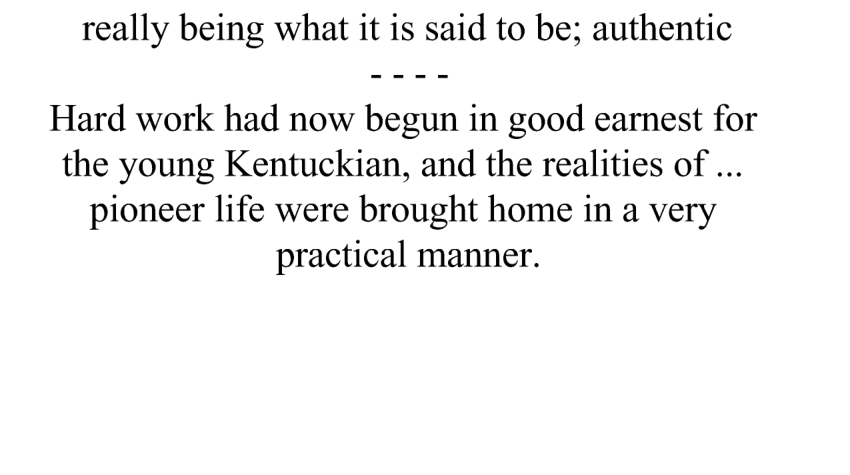 really being what it is said to be; authentic
- - - -
Hard work had now begun in good earnest for
the young Kentuckian, and the realities of ...
pioneer life were brought home in a very
practical manner.